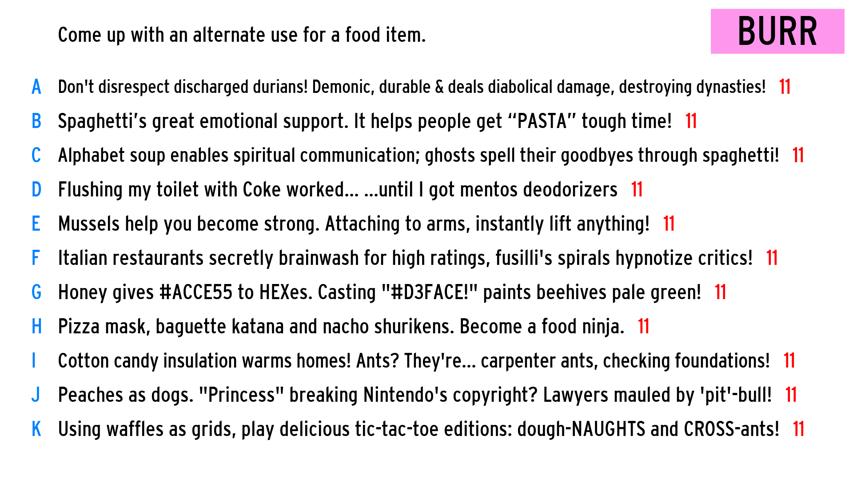 Come up with an alternate use for a food item.
BURR
A Don't disrespect discharged durians! Demonic, durable & deals diabolical damage, destroying dynasties! 11
B Spaghetti’s great emotional support. It helps people get “PASTA” tough time! 11
C Alphabet soup enables spiritual communication; ghosts spell their goodbyes through spaghetti! 11
D Flushing my toilet with Coke worked... ...until I got mentos deodorizers 11
E Mussels help you become strong. Attaching to arms, instantly lift anything! 11
F Italian restaurants secretly brainwash for high ratings, fusilli's spirals hypnotize critics! 11
G Honey gives #ACCE55 to HEXes. Casting "#D3FACE!" paints beehives pale green! 11
H Pizza mask, baguette katana and nacho shurikens. Become a food ninja. 11
I Cotton candy insulation warms homes! Ants? They're... carpenter ants, checking foundations! 11
J Peaches as dogs. "Princess" breaking Nintendo's copyright? Lawyers mauled by 'pit'-bull! 11
K Using waffles as grids, play delicious tic-tac-toe editions: dough-NAUGHTS and CROSS-ants! 11